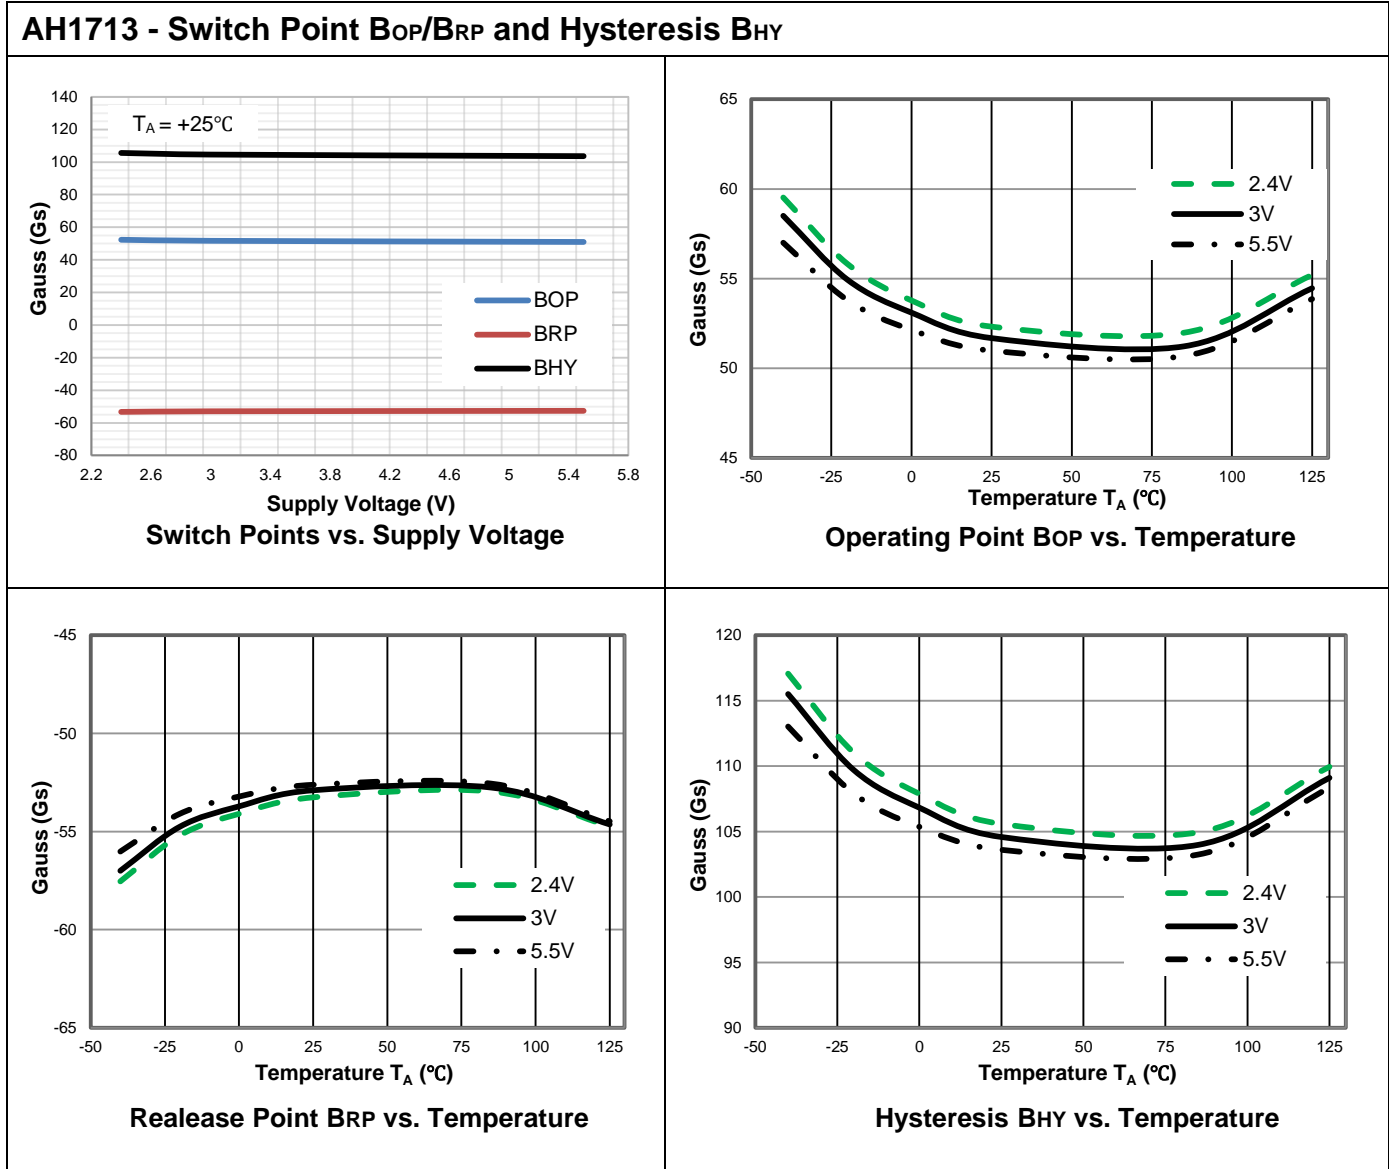 AH1713 - Switch Point BOP/BRP and Hysteresis BHY
140
120
100
80
60
40
20
0
-20
-40
-60
-80
Gauss (Gs)
TA = +25℃
BOP
BRP
BHY
2.2 2.6 3 3.4 3.8 4.2 4.6 5 5.4 5.8
Supply Voltage (V)
Switch Points vs. Supply Voltage
65
60
55
50
45
Gauss (Gs)
2.4V
3V
5.5V
-50 -25 0 25 50 75 100 125
Temperature TA (℃)
Operating Point BOP vs. Temperature
-45
-50
-55
-60
-65
Gauss (Gs)
2.4V
3V
5.5V
-50 -25 0 25 50 75 100 125
Temperature TA (℃)
Realease Point BRP vs. Temperature
120
115
110
105
100
95
90
Gauss (Gs)
2.4V
3V
5.5V
-50 -25 0 25 50 75 100 125
Temperature TA (℃)
Hysteresis BHY vs. Temperature